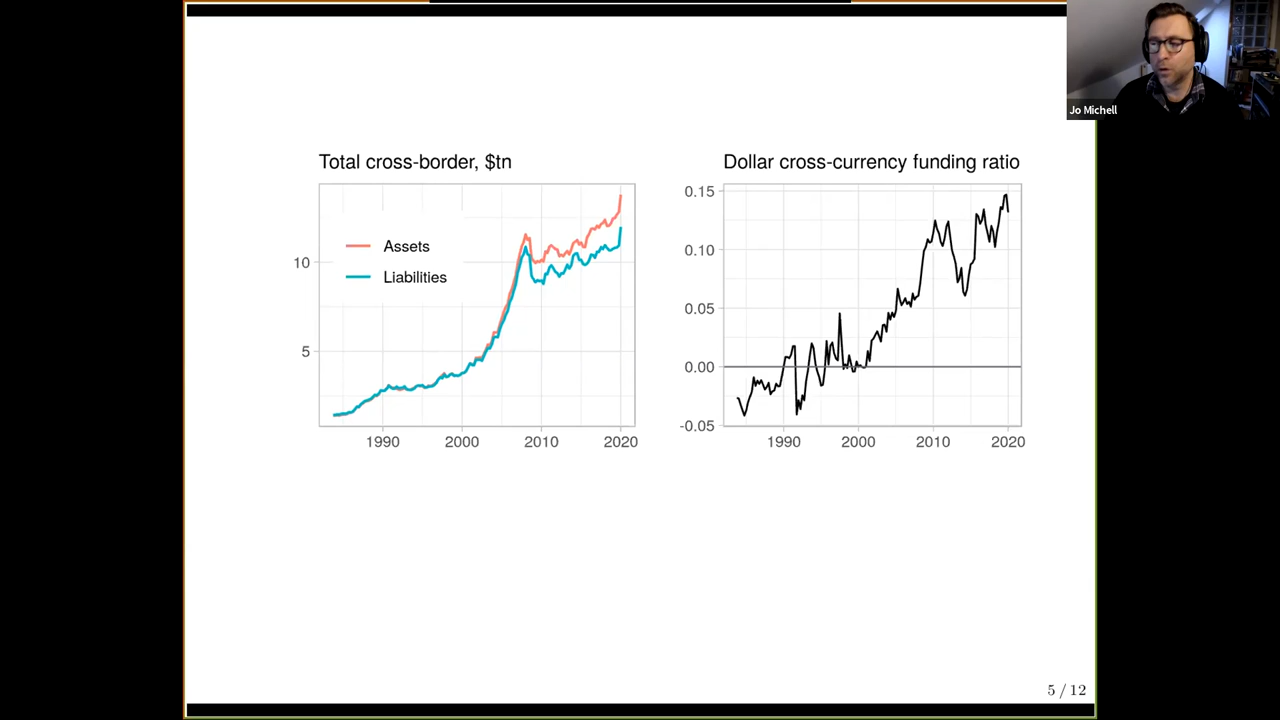 Jo Michell
Total cross-border, $tn
Assets
Liabilities
10
5
1990
2000
2010
2020
Dollar cross-currency funding ratio
0.15
0.10
0.05
0.00
-0.05
1990
2000
2010
2020
5 / 12